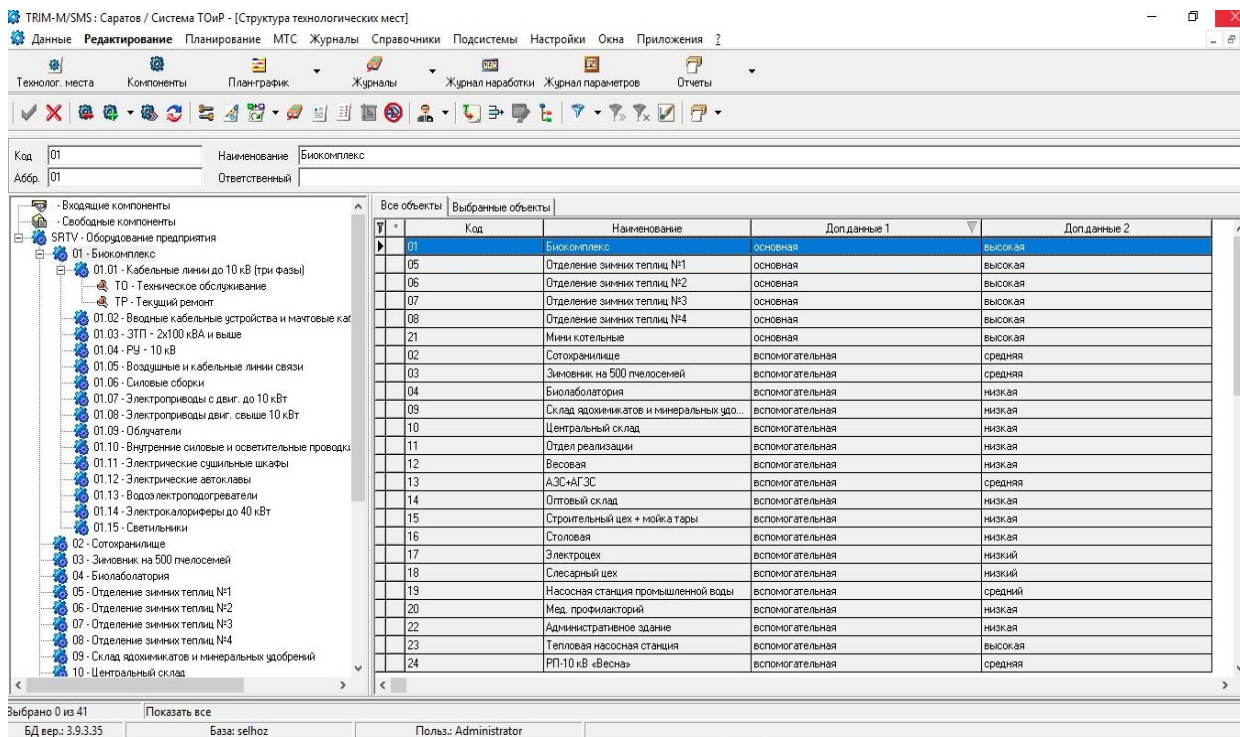 TRIM-M/SMS : Саратов / Система ТОиР - [Структура технологических мест]
Данные Редактирование Планирование МТС Журналы Справочники Подсистемы Настройки Окна Приложения ?
Технолог. места Компоненты План-график Журналы Журнал наработки Журнал параметров Отчеты
Код 01 Наименование Биокомплекс
Аббр. 01 Ответственный
- Входящие компоненты
- Свободные компоненты
SRTV - Оборудование предприятия
01 - Биокомплекс
01.01 - Кабельные линии до 10 кВ (три фазы)
ТО - Техническое обслуживание
ТР - Текущий ремонт
01.02 - Вводные кабельные устройства и мачтовые каб
01.03 - ЗТП - 2х100 кВА и выше
01.04 - РУ - 10 кВ
01.05 - Воздушные и кабельные линии связи
01.06 - Силовые сборки
01.07 - Электроприводы с двиг. до 10 кВт
01.08 - Электроприводы двиг. свыше 10 кВт
01.09 - Облучатели
01.10 - Внутренние силовые и осветительные проводки
01.11 - Электрические сушильные шкафы
01.12 - Электрические автоклавы
01.13 - Водоэлектроподогреватели
01.14 - Электрокалориферы до 40 кВт
01.15 - Светильники
02 - Сотохранилище
03 - Зимовник на 500 пчелосемей
04 - Биолаболатория
05 - Отделение зимних теплиц №1
06 - Отделение зимних теплиц №2
07 - Отделение зимних теплиц №3
08 - Отделение зимних теплиц №4
09 - Склад ядохимикатов и минеральных удобрений
10 - Центральный склад
Все объекты Выбранные объекты
* Код Наименование Доп.данные 1 Доп.данные 2
01 Биокомплекс основная высокая
05 Отделение зимних теплиц №1 основная высокая
06 Отделение зимних теплиц №2 основная высокая
07 Отделение зимних теплиц №3 основная высокая
08 Отделение зимних теплиц №4 основная высокая
21 Мини котельные основная высокая
02 Сотохранилище вспомогательная средняя
03 Зимовник на 500 пчелосемей вспомогательная средняя
04 Биолаболатория вспомогательная низкая
09 Склад ядохимикатов и минеральных удо... вспомогательная низкая
10 Центральный склад вспомогательная низкая
11 Отдел реализации вспомогательная низкая
12 Весовая вспомогательная низкая
13 АЗС+АГЗС вспомогательная средняя
14 Оптовый склад вспомогательная низкая
15 Строительный цех + мойка тары вспомогательная низкая
16 Столовая вспомогательная низкая
17 Электроцех вспомогательная низкий
18 Слесарный цех вспомогательная низкий
19 Насосная станция промышленной воды вспомогательная средний
20 Мед. профилакторий вспомогательная низкая
22 Административное здание вспомогательная низкая
23 Тепловая насосная станция вспомогательная высокая
24 РП-10 кВ «Весна» вспомогательная средняя
Выбрано 0 из 41 Показать все
БД вер.: 3.9.3.35 База: selhoz Польз.: Administrator